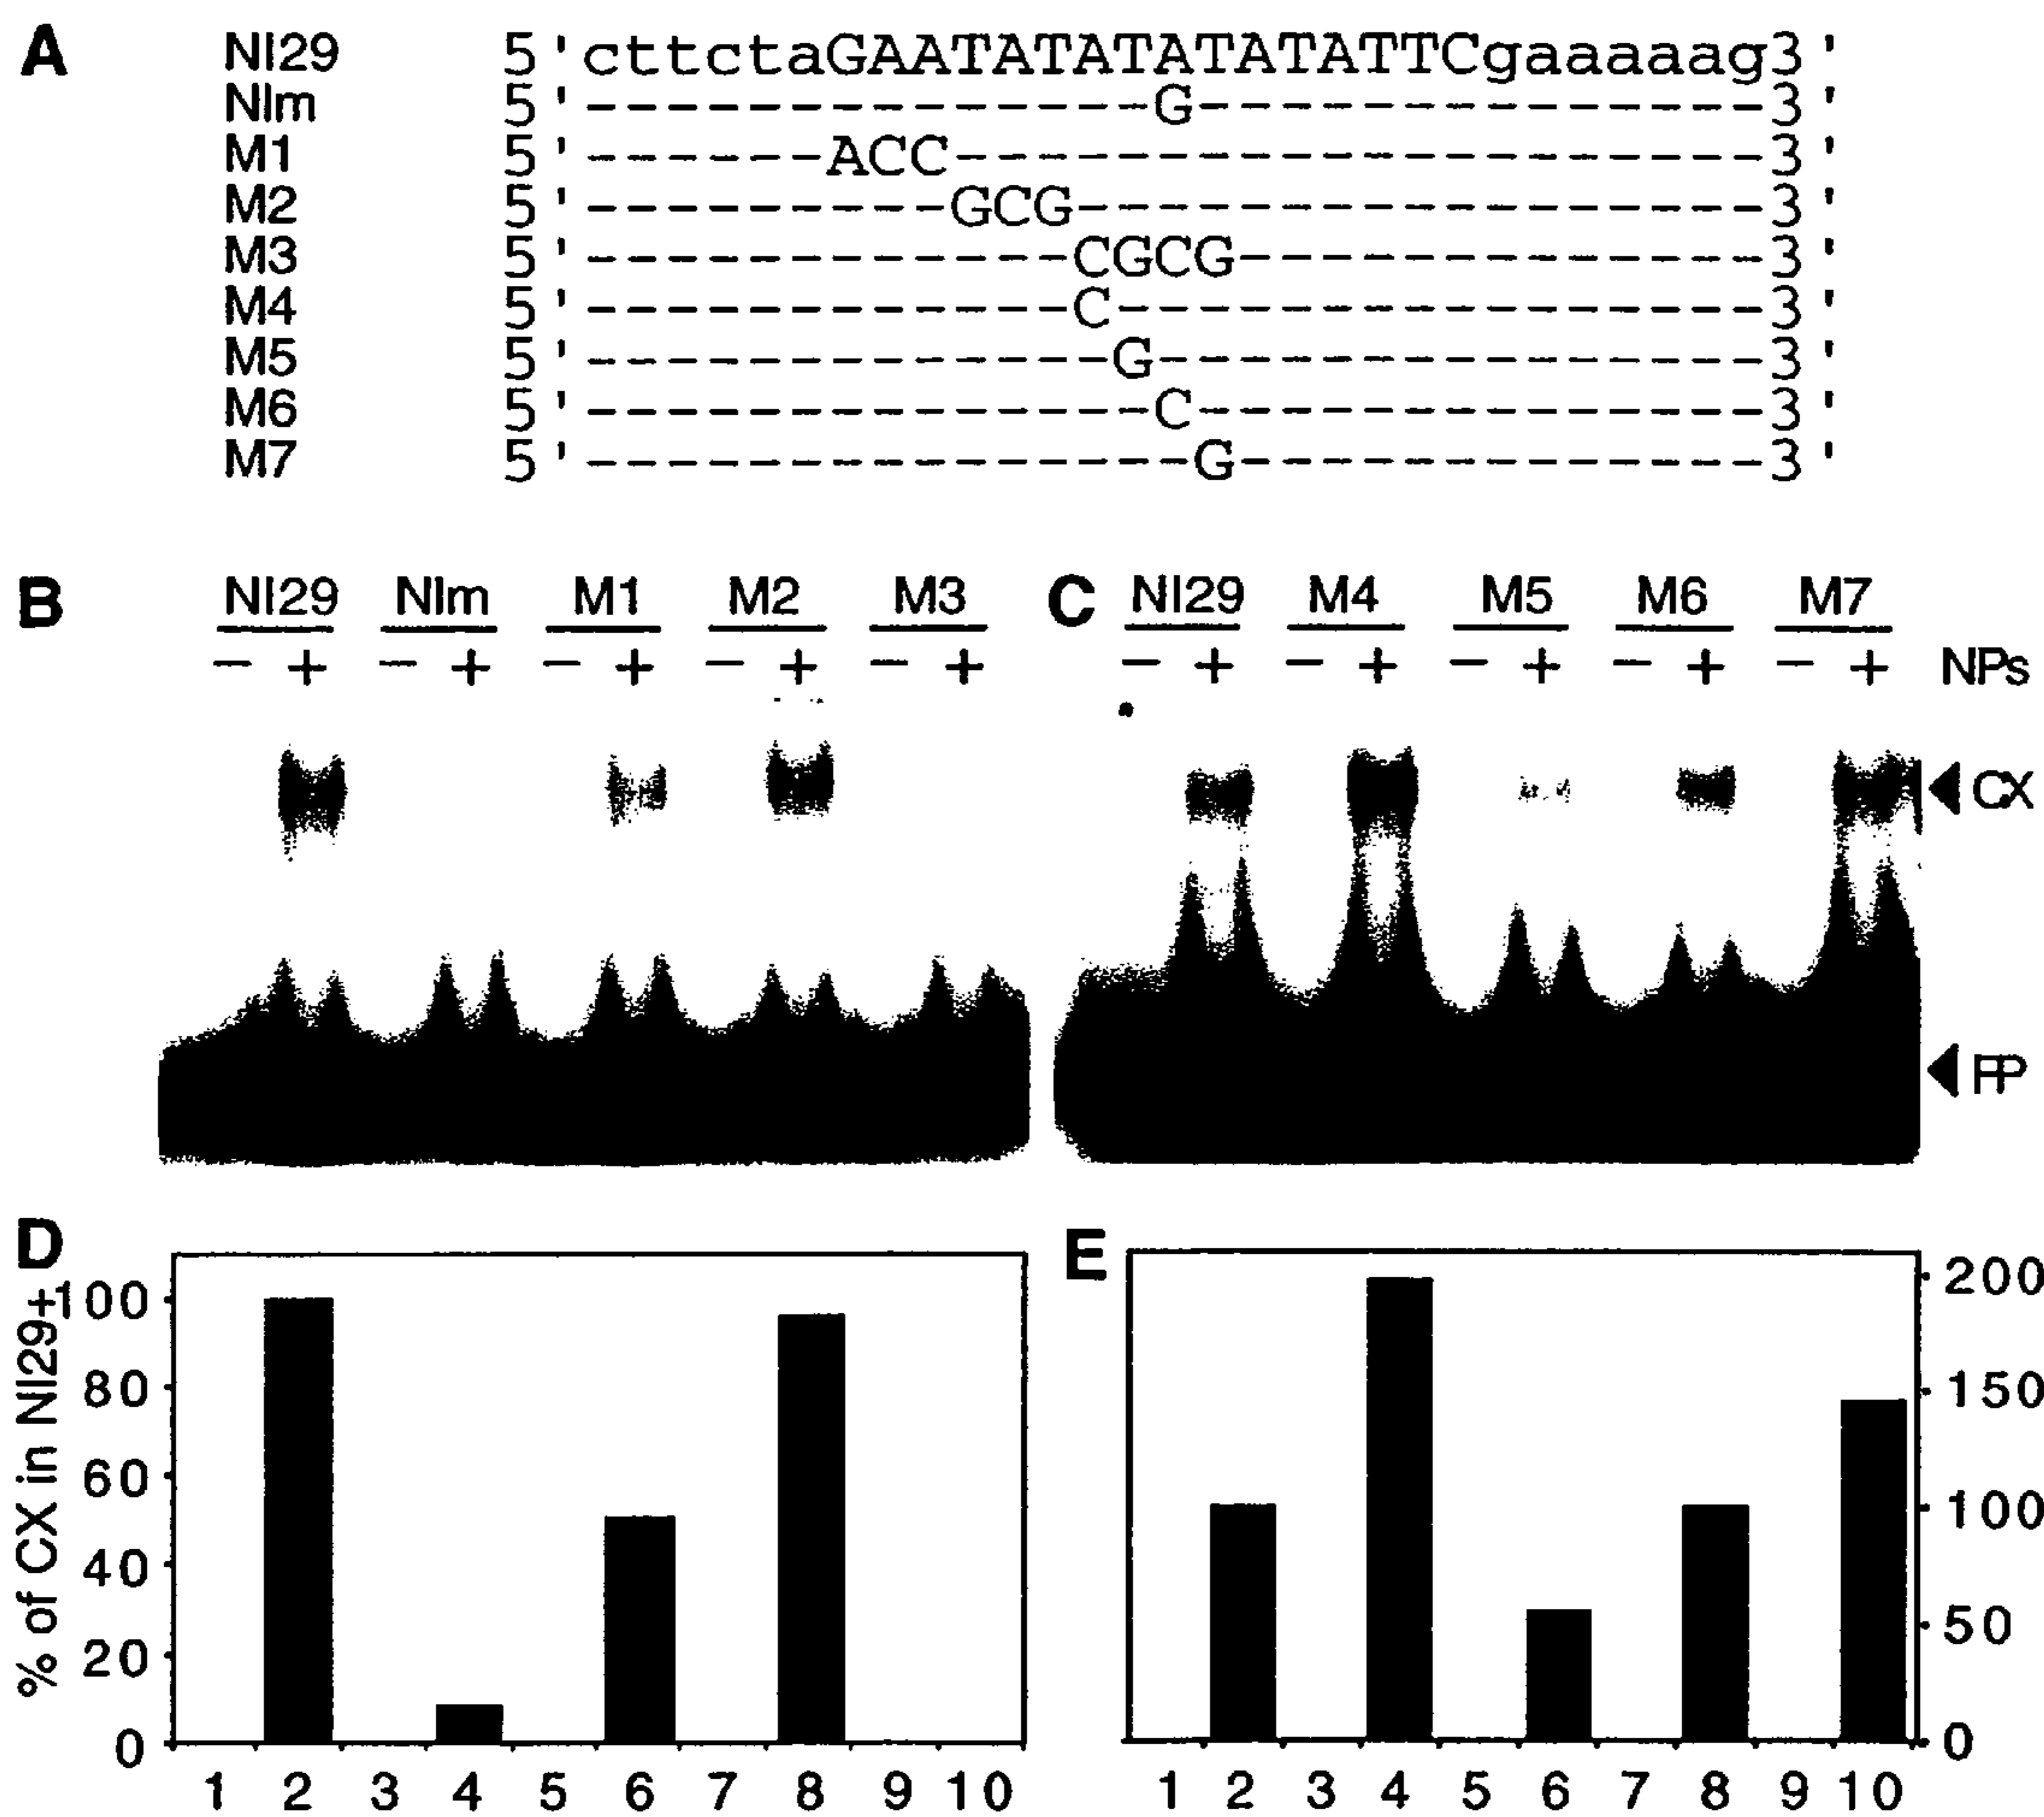 A
NI29 5'cttctaGAATATATATATATTCgaaaaag3'
NIm 5'--------------G--------------3'
M1 5'------ACC--------------------3'
M2 5'---------GCG-----------------3'
M3 5'------------CGCG-------------3'
M4 5'------------C----------------3'
M5 5'-------------G---------------3'
M6 5'--------------C--------------3'
M7 5'---------------G-------------3'
B NI29 NIm M1 M2 M3
− + − + − + − + − +
C NI29 M4 M5 M6 M7
− + − + − + − + − + NPs
CX
FP
D
% of CX in NI29+
100
80
60
40
20
0
1 2 3 4 5 6 7 8 9 10
E
200
150
100
50
0
1 2 3 4 5 6 7 8 9 10